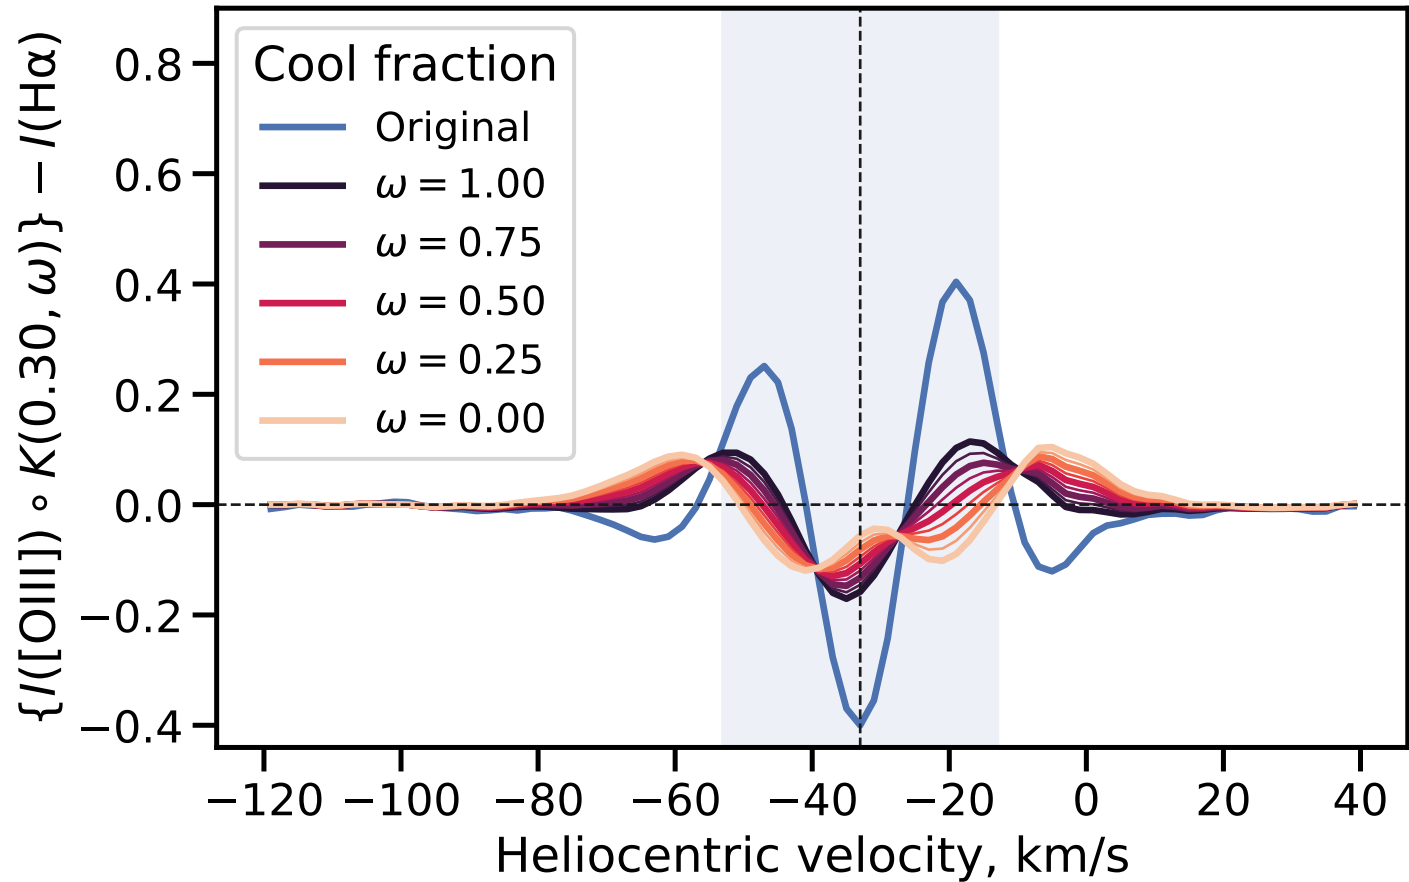 {I([OIII]) ∘ K(0.30, ω)} − I(Hα)
0.8
0.6
0.4
0.2
0.0
−0.2
−0.4
Cool fraction
Original
ω = 1.00
ω = 0.75
ω = 0.50
ω = 0.25
ω = 0.00
−120 −100 −80 −60 −40 −20 0 20 40
Heliocentric velocity, km/s